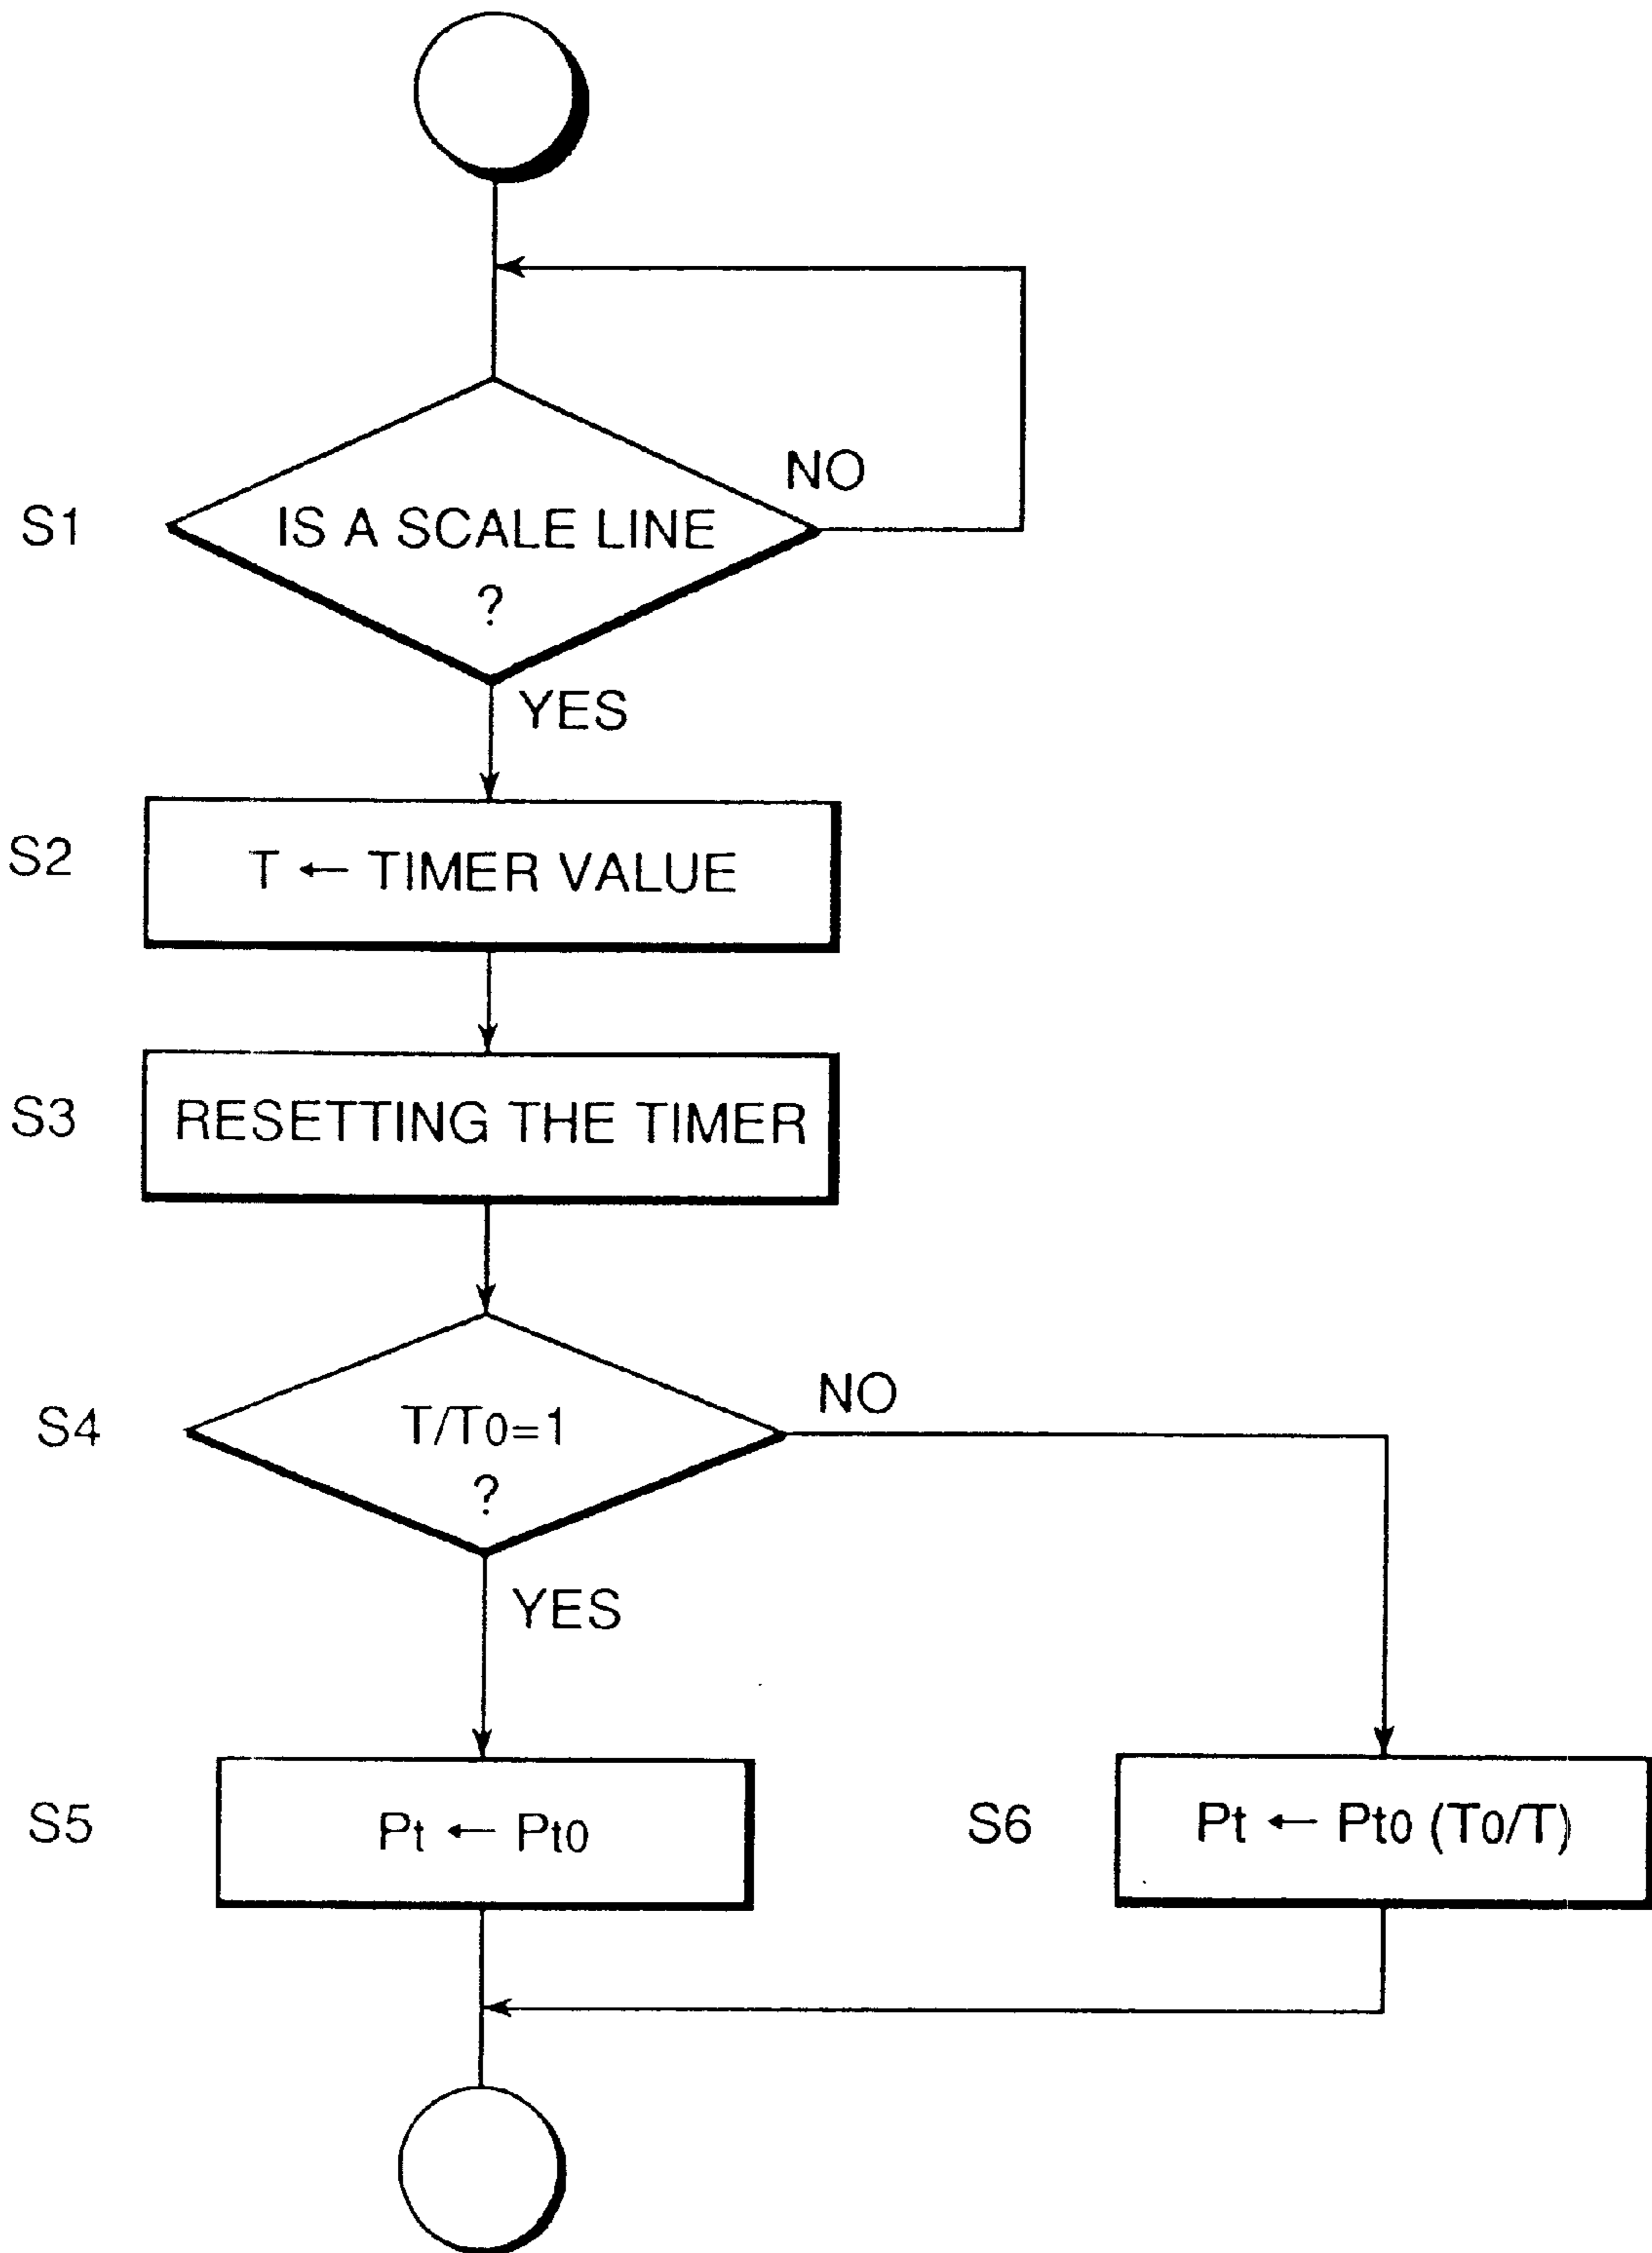 NO
S1
IS A SCALE LINE
?
YES
S2
T ← TIMER VALUE
S3
RESETTING THE TIMER
S4
T/T0=1
?
NO
YES
S5
Pt ← Pt0
S6
Pt ← Pt0 (T0/T)